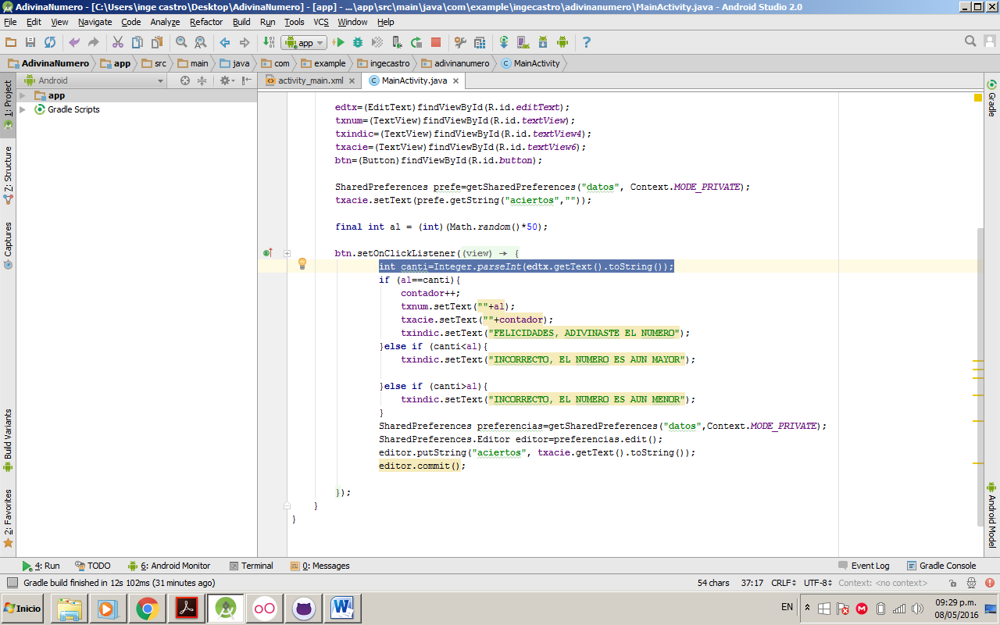 AdivinaNumero - [C:\Users\inge castro\Desktop\AdivinaNumero] - [app] - ...\app\src\main\java\com\example\ingecastro\adivinanumero\MainActivity.java - Android Studio 2.0
File Edit View Navigate Code Analyze Refactor Build Run Tools VCS Window Help
app
AdivinaNumero app src main java com example ingecastro adivinanumero MainActivity
Android
activity_main.xml MainActivity.java
1: Project
7: Structure
Captures
Build Variants
2: Favorites
app
Gradle Scripts
edtx=(EditText)findViewById(R.id.editText);
txnum=(TextView)findViewById(R.id.textView);
txindic=(TextView)findViewById(R.id.textView4);
txacie=(TextView)findViewById(R.id.textView6);
btn=(Button)findViewById(R.id.button);
SharedPreferences prefe=getSharedPreferences("datos", Context.MODE_PRIVATE);
txacie.setText(prefe.getString("aciertos",""));
final int al = (int)(Math.random()*50);
btn.setOnClickListener((view) → {
int canti=Integer.parseInt(edtx.getText().toString());
if (al==canti){
contador++;
txnum.setText(""+al);
txacie.setText(""+contador);
txindic.setText("FELICIDADES, ADIVINASTE EL NUMERO");
}else if (canti<al){
txindic.setText("INCORRECTO, EL NUMERO ES AUN MAYOR");
}else if (canti>al){
txindic.setText("INCORRECTO, EL NUMERO ES AUN MENOR");
}
SharedPreferences preferencias=getSharedPreferences("datos",Context.MODE_PRIVATE);
SharedPreferences.Editor editor=preferencias.edit();
editor.putString("aciertos", txacie.getText().toString());
editor.commit();
});
}
}
Gradle
Android Model
4: Run TODO 6: Android Monitor Terminal 0: Messages Event Log Gradle Console
Gradle build finished in 12s 102ms (31 minutes ago) 54 chars 37:17 CRLF UTF-8 Context: <no context>
Inicio EN 09:29 p.m.
08/05/2016